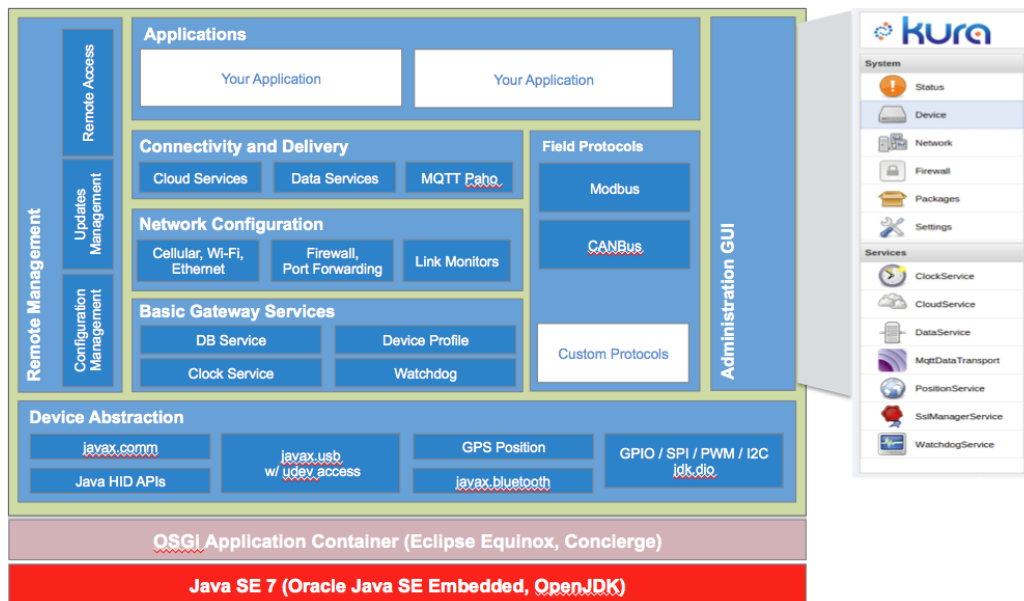 Applications
Your Application
Your Application
Remote Management
Remote Access
Updates
Management
Configuration
Management
Connectivity and Delivery
Cloud Services
Data Services
MQTT Paho
Network Configuration
Cellular, Wi-Fi,
Ethernet
Firewall,
Port Forwarding
Link Monitors
Basic Gateway Services
DB Service
Device Profile
Clock Service
Watchdog
Field Protocols
Modbus
CANBus
Custom Protocols
Administration GUI
Device Abstraction
javax.comm
Java HID APIs
javax.usb
w/ udev access
GPS Position
javax.bluetooth
GPIO / SPI / PWM / I2C
jdk.dio
OSGi Application Container (Eclipse Equinox, Concierge)
Java SE 7 (Oracle Java SE Embedded, OpenJDK)
kura
System
Status
Device
Network
Firewall
Packages
Settings
Services
ClockService
CloudService
DataService
MqttDataTransport
PositionService
SslManagerService
WatchdogService